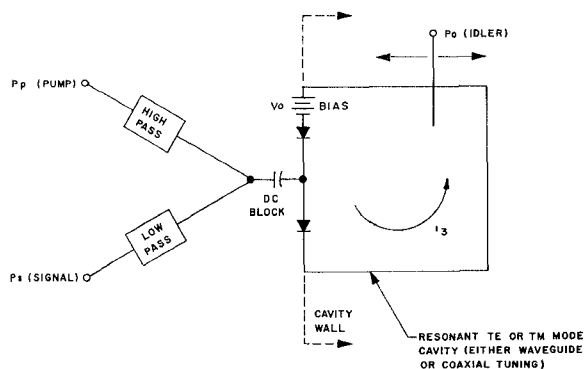 Po (IDLER)
Pp (PUMP)
HIGH
PASS
Vo BIAS
DC
BLOCK
LOW
PASS
i3
Ps (SIGNAL)
CAVITY
WALL
RESONANT TE OR TM MODE
CAVITY (EITHER WAVEGUIDE
OR COAXIAL TUNING)